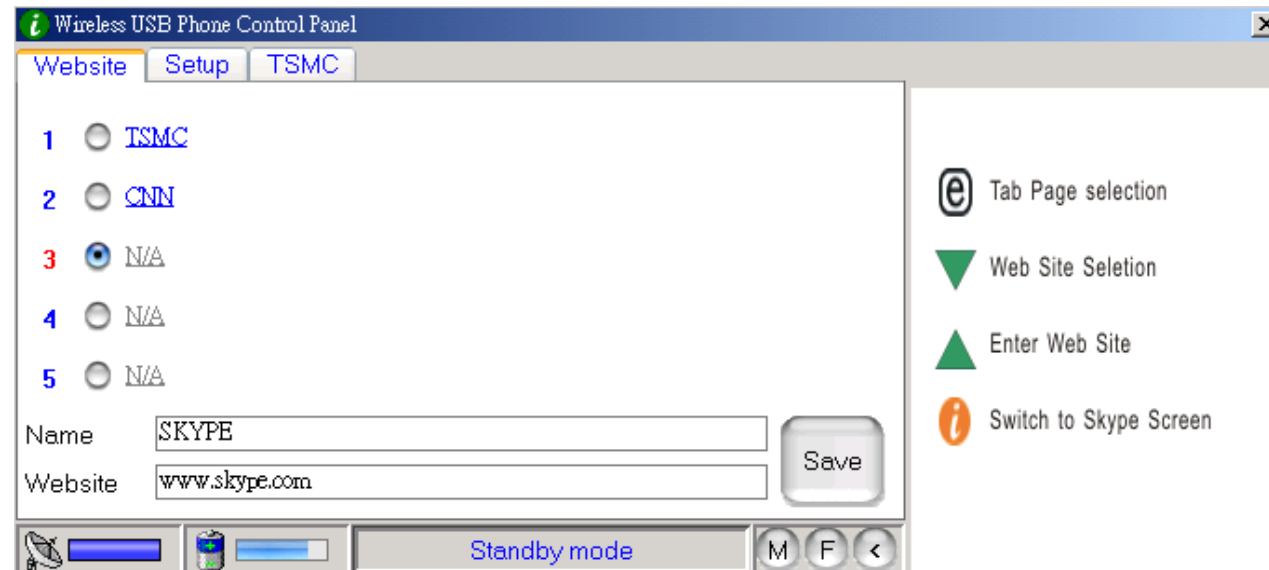 Wireless USB Phone Control Panel
Website Setup TSMC
1 TSMC
2 CNN
3 N/A
4 N/A
5 N/A
Name SKYPE
Website www.skype.com
Save
Standby mode
M F <
e Tab Page selection
Web Site Seletion
Enter Web Site
i Switch to Skype Screen